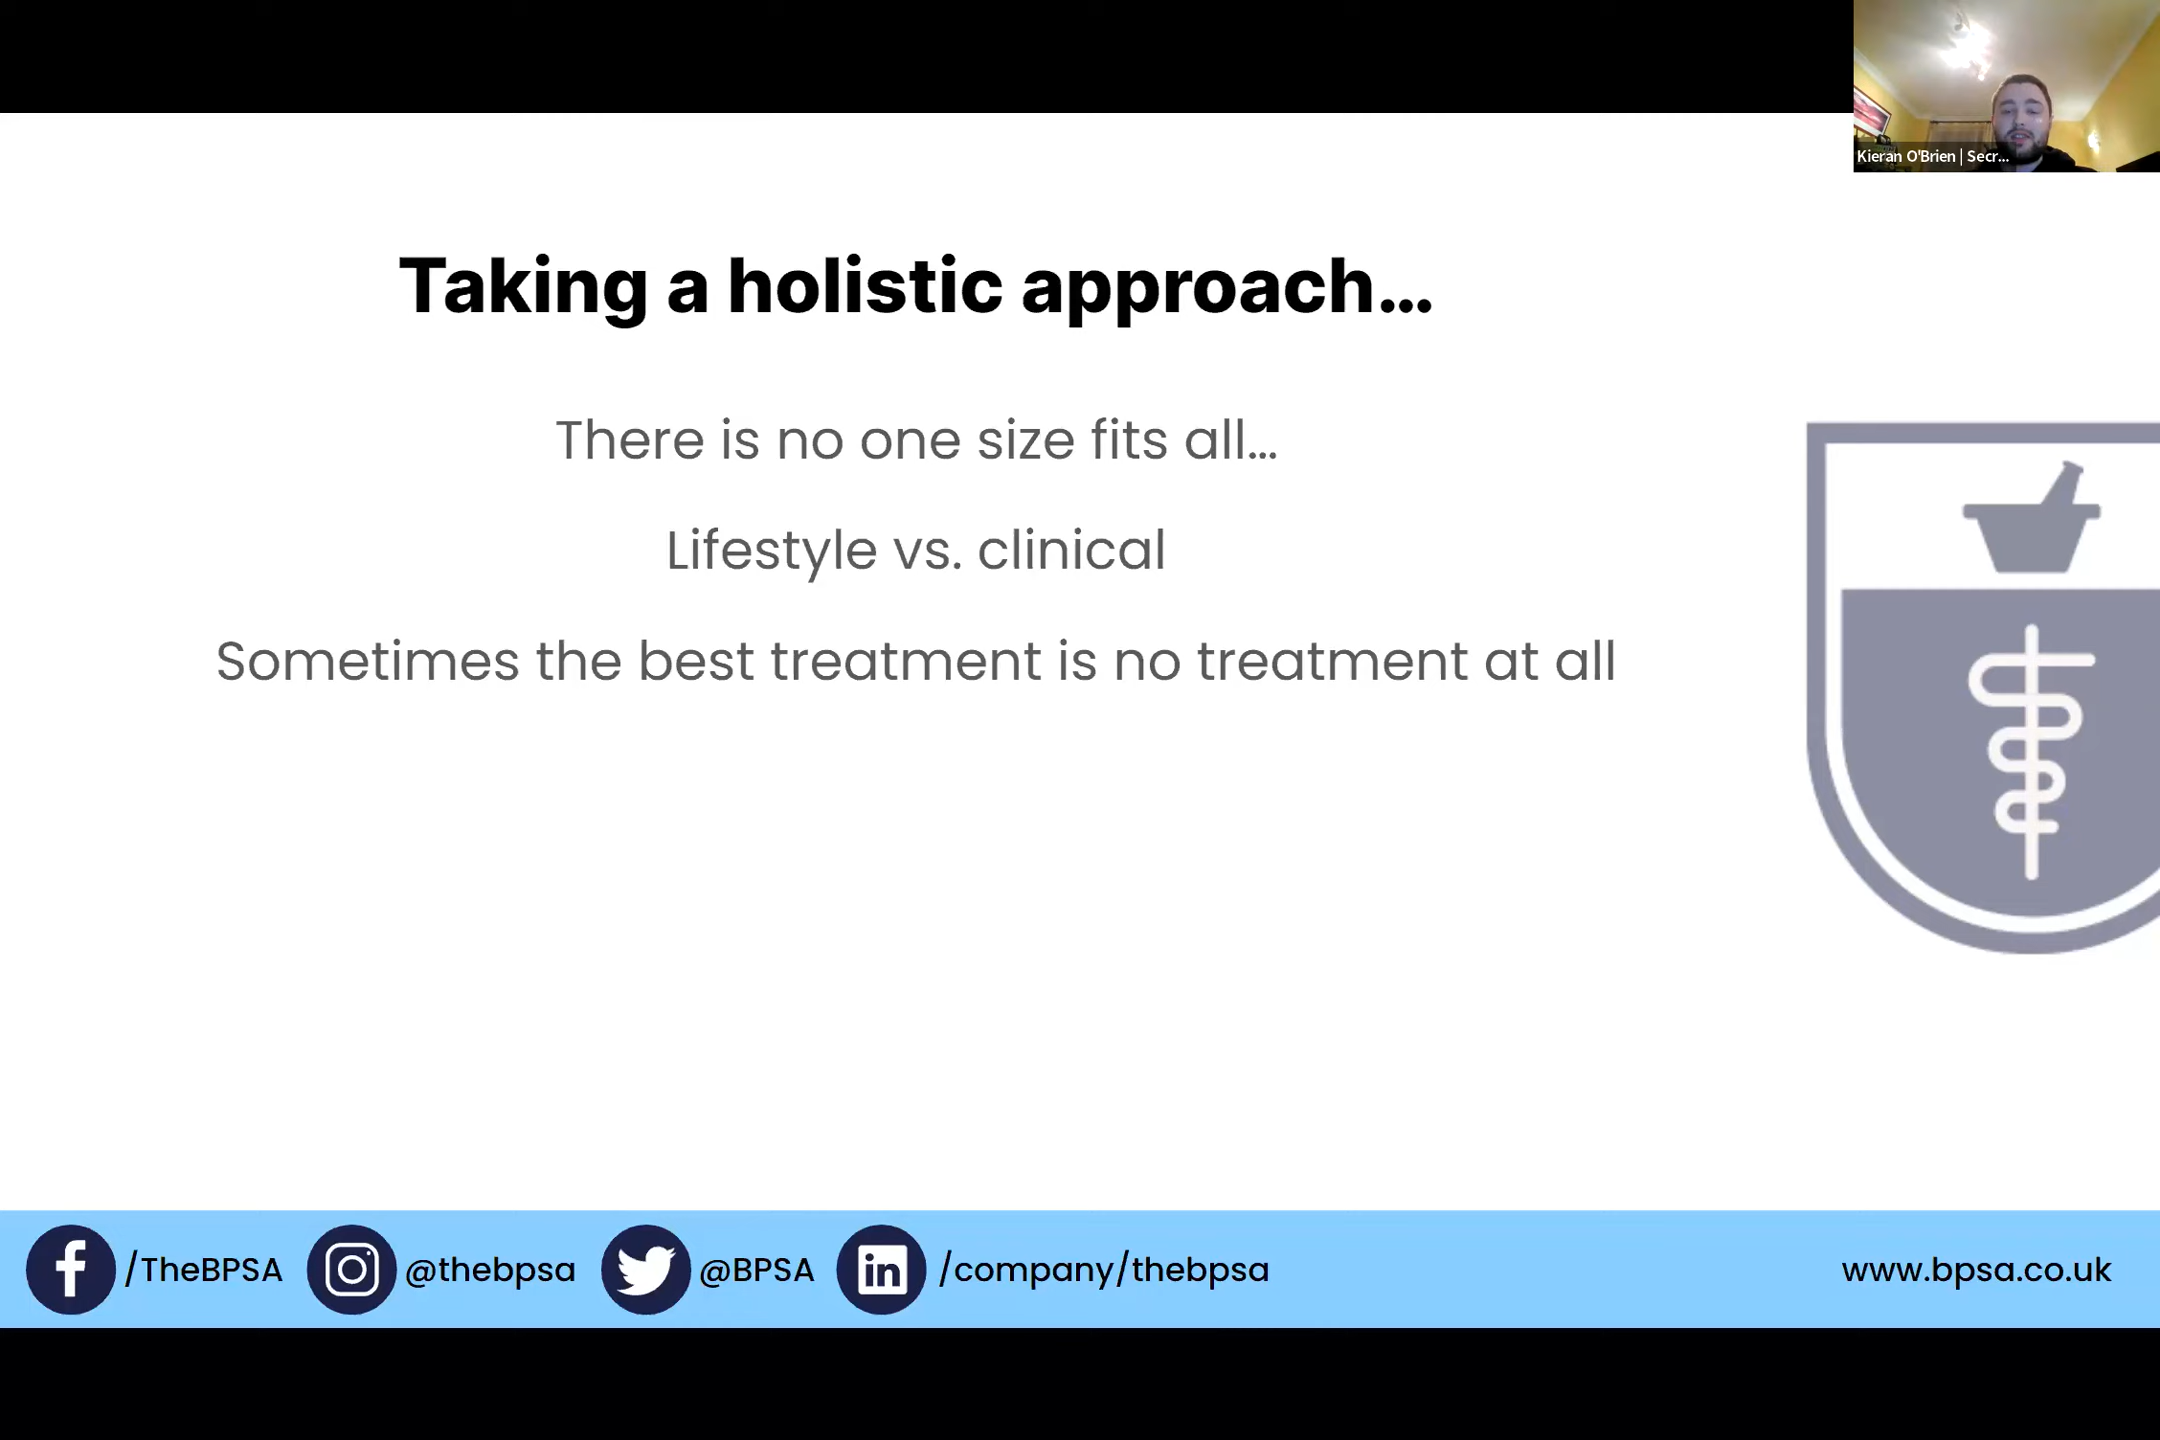 Kieran O'Brien | Secr...
Taking a holistic approach...
There is no one size fits all...
Lifestyle vs. clinical
Sometimes the best treatment is no treatment at all
/TheBPSA @thebpsa @BPSA /company/thebpsa www.bpsa.co.uk